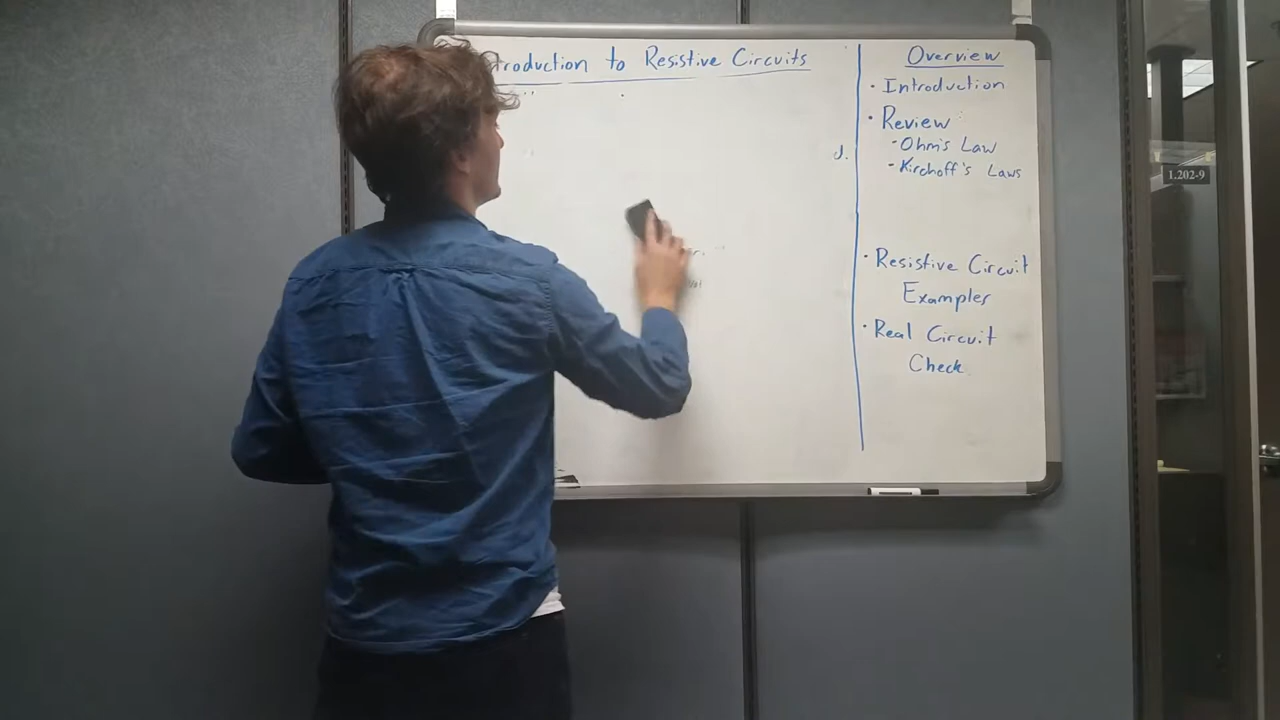 troduction to Resistive Circuits
Overview
• Introduction
• Review
- Ohm's Law
- Kirchoff's Laws
• Resistive Circuit
Examples
• Real Circuit
Check
1.202-9